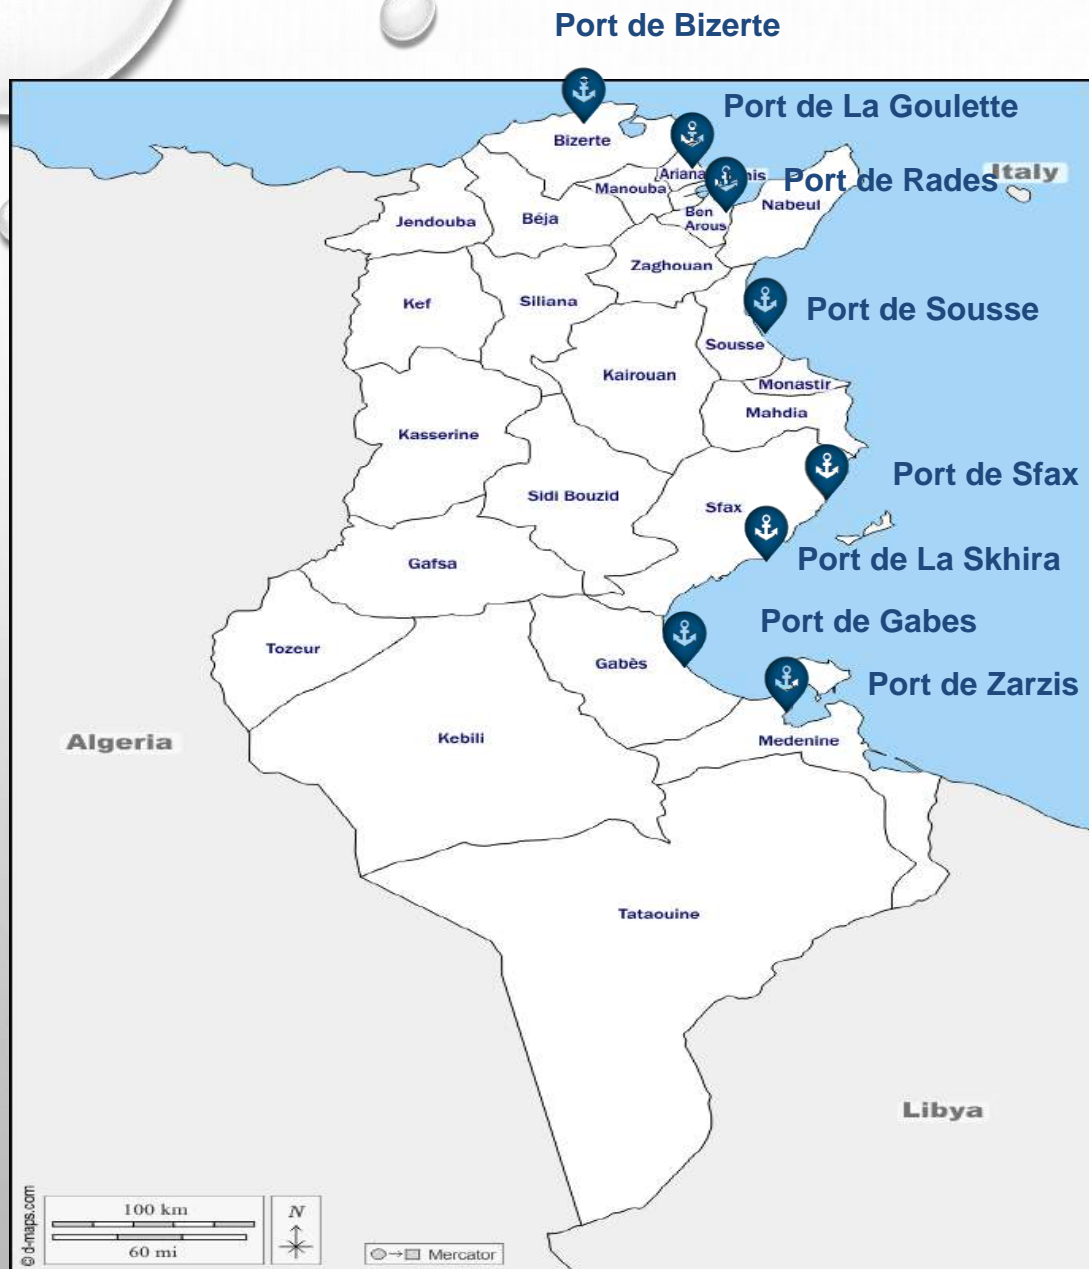 Port de Bizerte
Port de La Goulette
Bizerte
Ariana
Port de Rades
Italy
Manouba
Nabeul
Ben
Arous
Jendouba
Béja
Zaghouan
Kef
Siliana
Port de Sousse
Sousse
Kairouan
Monastir
Mahdia
Kasserine
Port de Sfax
Sidi Bouzid
Sfax
Gafsa
Port de La Skhira
Port de Gabes
Tozeur
Gabès
Port de Zarzis
Algeria
Kebili
Medenine
Tataouine
Libya
100 km
60 mi
N
Mercator
© d-maps.com